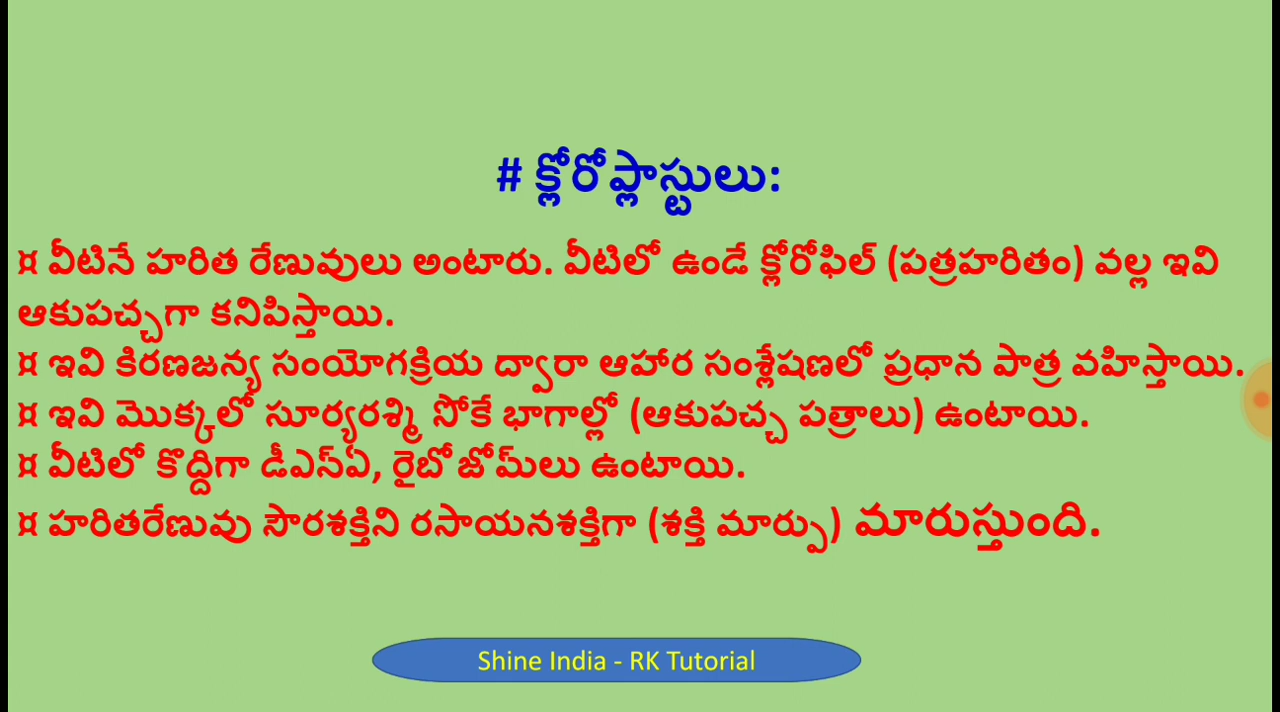 # క్లోరోప్లాస్టులు:
¤ వీటినే హరిత రేణువులు అంటారు. వీటిలో ఉండే క్లోరోఫిల్ (పత్రహరితం) వల్ల ఇవి
ఆకుపచ్చగా కనిపిస్తాయి.
¤ ఇవి కిరణజన్య సంయోగక్రియ ద్వారా ఆహార సంశ్లేషణలో ప్రధాన పాత్ర వహిస్తాయి.
¤ ఇవి మొక్కలో సూర్యరశ్మి సోకే భాగాల్లో (ఆకుపచ్చ పత్రాలు) ఉంటాయి.
¤ వీటిలో కొద్దిగా డీఎన్ఏ, రైబోజోమ్‌లు ఉంటాయి.
¤ హరితరేణువు సౌరశక్తిని రసాయనశక్తిగా (శక్తి మార్పు) మారుస్తుంది.
Shine India - RK Tutorial